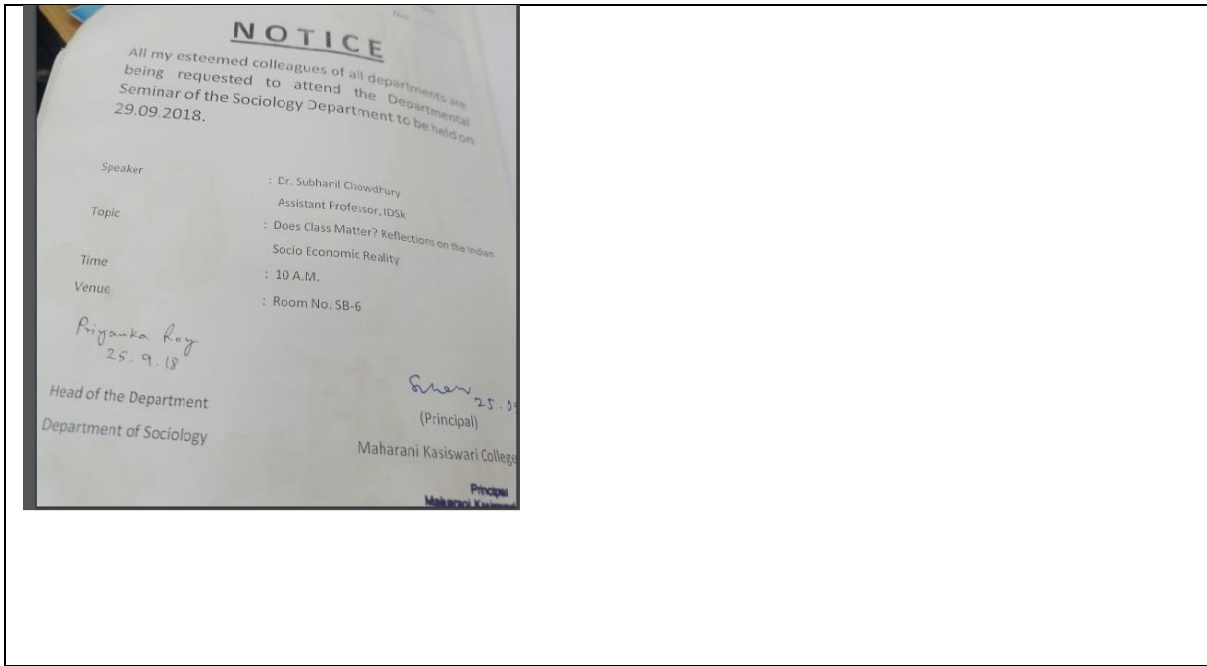 NOTICE
All my esteemed colleagues of all departments are
being requested to attend the Departmental
Seminar of the Sociology Department to be held on
29.09.2018.
Speaker : Dr. Subhanil Chowdhury
Assistant Professor, IDSk
Topic : Does Class Matter? Reflections on the Indian
Socio Economic Reality
Time : 10 A.M.
Venue : Room No. SB-6
Priyanka Roy
25.9.18
Head of the Department
Department of Sociology
25.
(Principal)
Maharani Kasiswari College
Principal